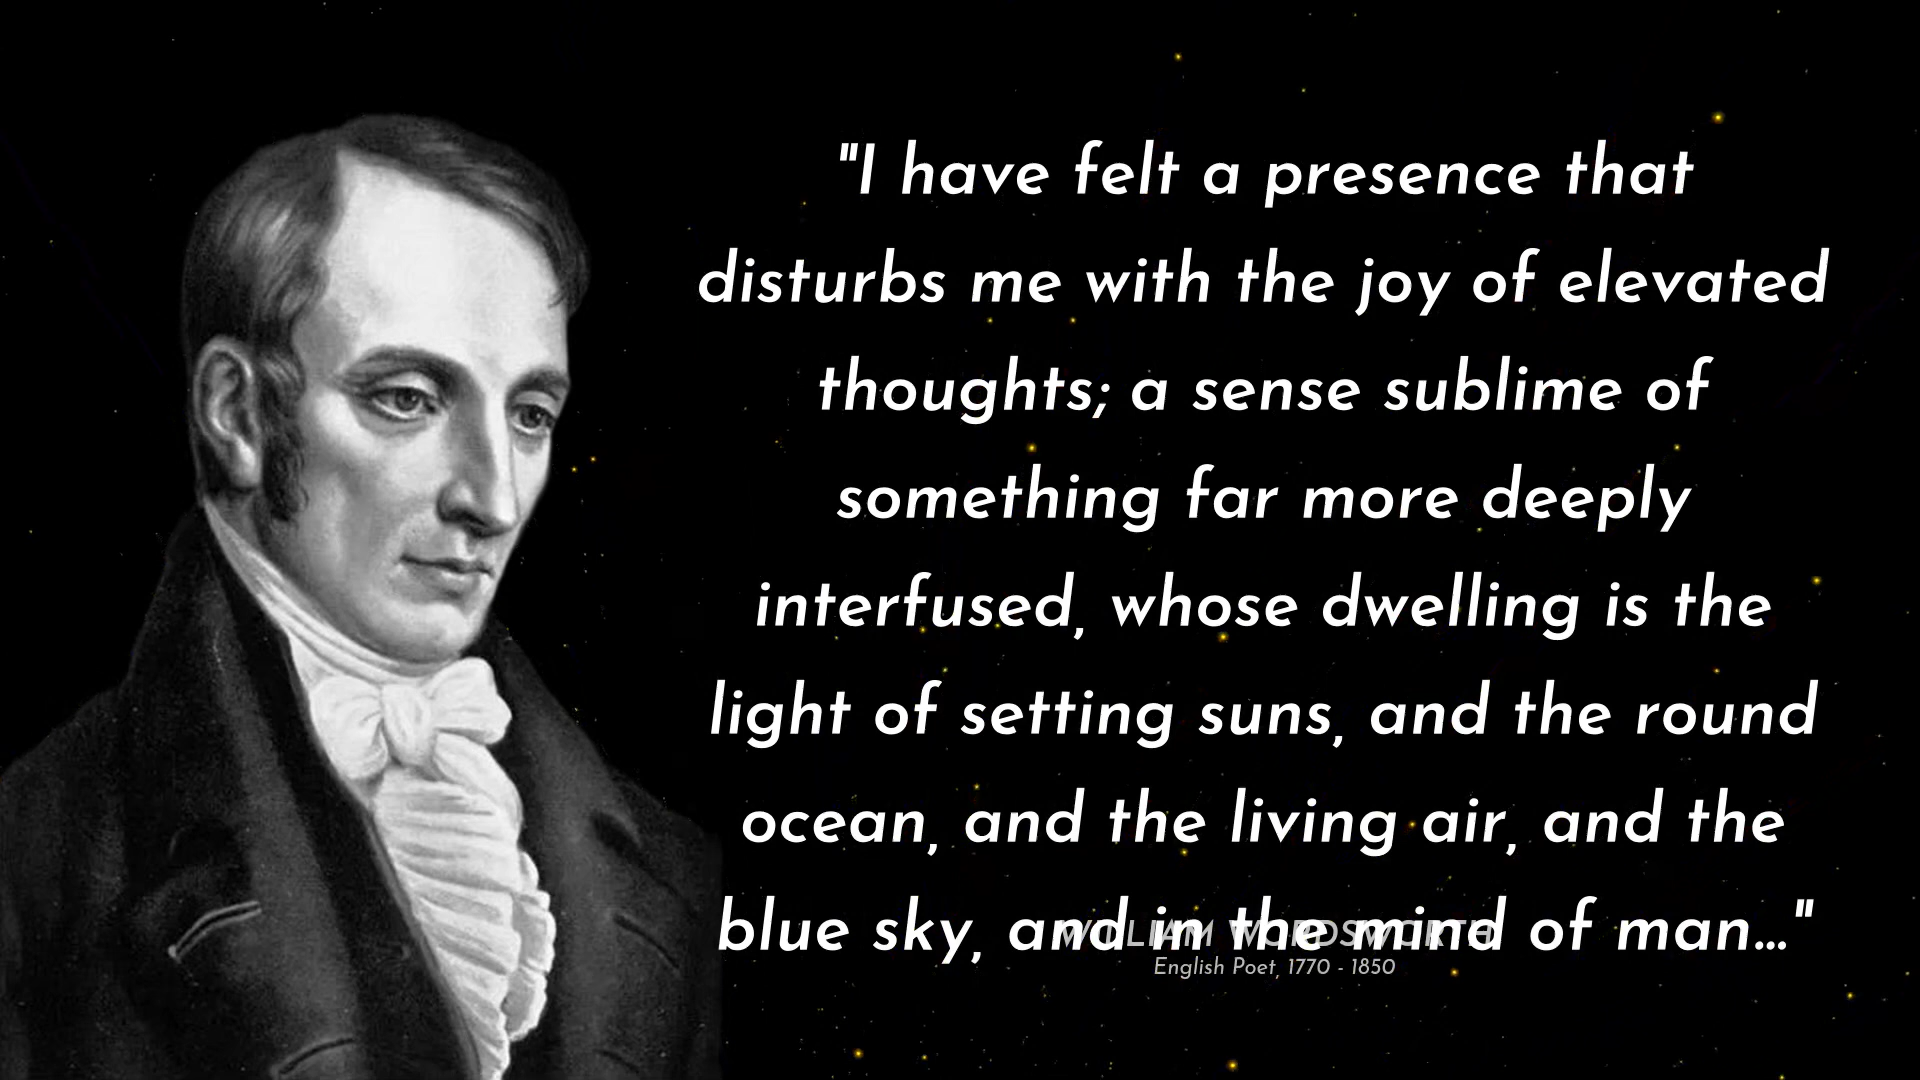 "I have felt a presence that
disturbs me with the joy of elevated
thoughts; a sense sublime of
something far more deeply
interfused, whose dwelling is the
light of setting suns, and the round
ocean, and the living air, and the
blue sky, and in the mind of man..."
WILLIAM WORDSWORTH
English Poet, 1770 - 1850